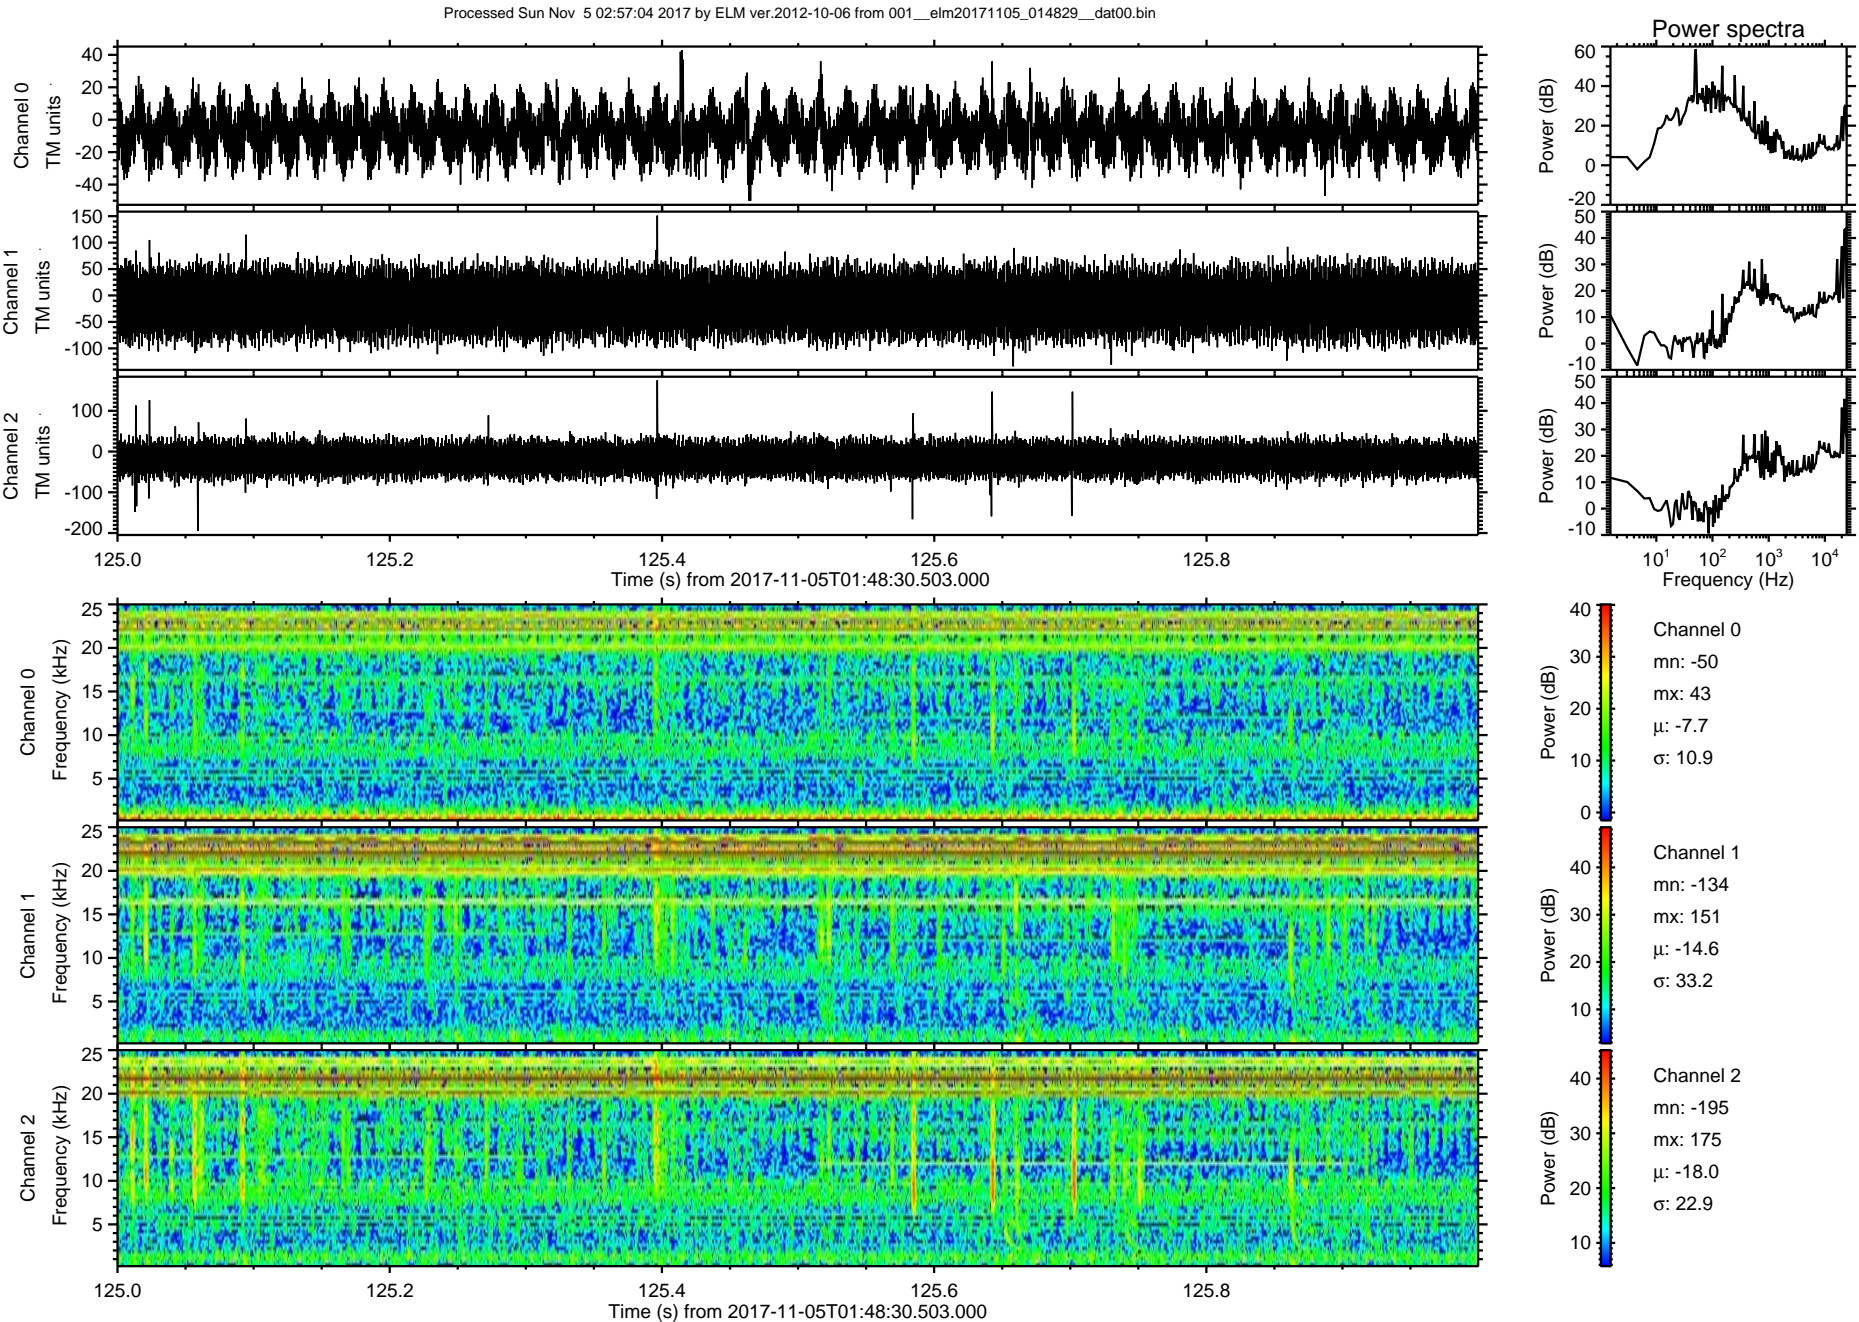 Processed Sun Nov  5 02:57:04 2017 by ELM ver.2012-10-06 from 001__elm20171105_014829__dat00.bin
Power spectra
Channel 0
TM units
40
20
0
-20
-40
Power (dB)
60
40
20
0
-20
Channel 1
TM units
150
100
50
0
-50
-100
Power (dB)
50
40
30
20
10
0
-10
Channel 2
TM units
100
0
-100
-200
Power (dB)
50
40
30
20
10
0
-10
125.0 125.2 125.4 125.6 125.8
Time (s) from 2017-11-05T01:48:30.503.000
10^1 10^2 10^3 10^4
Frequency (Hz)
Channel 0
Frequency (kHz)
25
20
15
10
5
Power (dB)
40
30
20
10
0
Channel 0
mn: -50
mx: 43
μ: -7.7
σ: 10.9
Channel 1
Frequency (kHz)
25
20
15
10
5
Power (dB)
40
30
20
10
Channel 1
mn: -134
mx: 151
μ: -14.6
σ: 33.2
Channel 2
Frequency (kHz)
25
20
15
10
5
Power (dB)
40
30
20
10
Channel 2
mn: -195
mx: 175
μ: -18.0
σ: 22.9
125.0 125.2 125.4 125.6 125.8
Time (s) from 2017-11-05T01:48:30.503.000